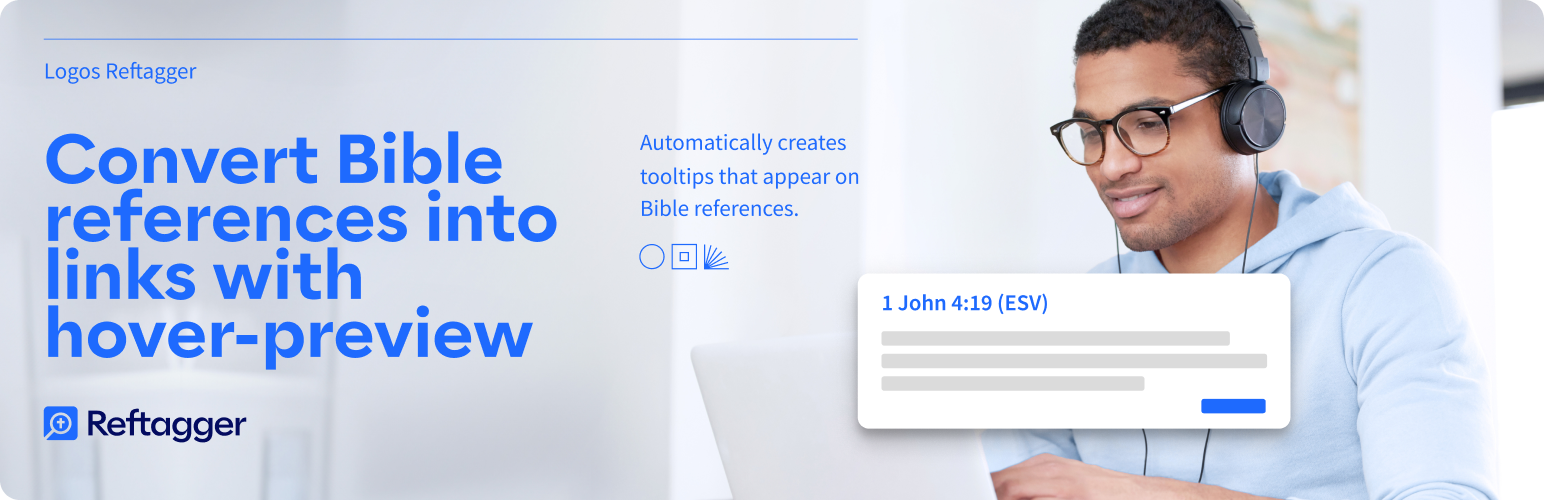 Logos Reftagger
Convert Bible
references into
links with
hover-preview
Reftagger
Automatically creates
tooltips that appear on
Bible references.
1 John 4:19 (ESV)